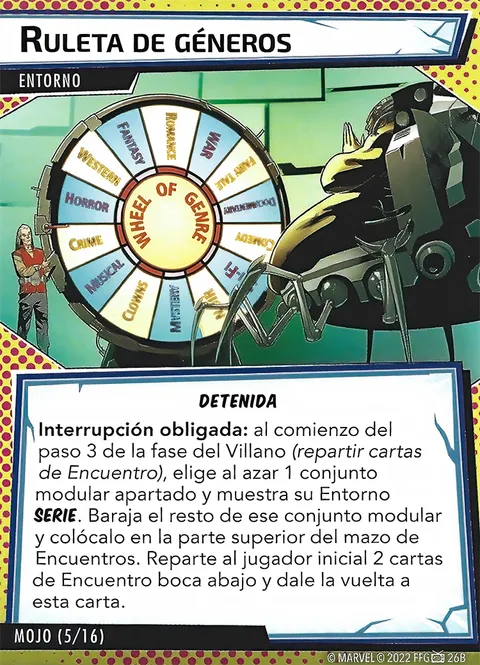 RULETA DE GÉNEROS
ENTORNO
ROMANCE
WAR
FAIRY TALE
DOCUMENTARY
COMEDY
CLOWNS
MUSICAL
CRIME
HORROR
WESTERN
FANTASY
WHEEL OF GENRE
DETENIDA
Interrupción obligada: al comienzo del
paso 3 de la fase del Villano (repartir cartas
de Encuentro), elige al azar 1 conjunto
modular apartado y muestra su Entorno
SERIE. Baraja el resto de ese conjunto modular
y colócalo en la parte superior del mazo de
Encuentros. Reparte al jugador inicial 2 cartas
de Encuentro boca abajo y dale la vuelta a
esta carta.
MOJO (5/16)
© MARVEL © 2022 FFG 26B